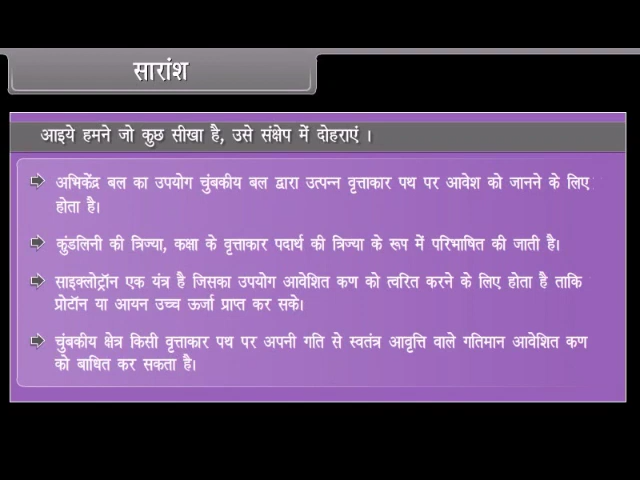 सारांश
आइये हमने जो कुछ सीखा है, उसे संक्षेप में दोहराएं ।
अभिकेंद्र बल का उपयोग चुंबकीय बल द्वारा उत्पन्न वृत्ताकार पथ पर आवेश को जानने के लिए
होता है।
कुंडलिनी की त्रिज्या, कक्षा के वृत्ताकार पदार्थ की त्रिज्या के रूप में परिभाषित की जाती है।
साइक्लोट्रॉन एक यंत्र है जिसका उपयोग आवेशित कण को त्वरित करने के लिए होता है ताकि
प्रोटॉन या आयन उच्च ऊर्जा प्राप्त कर सके।
चुंबकीय क्षेत्र किसी वृत्ताकार पथ पर अपनी गति से स्वतंत्र आवृत्ति वाले गतिमान आवेशित कण
को बाधित कर सकता है।